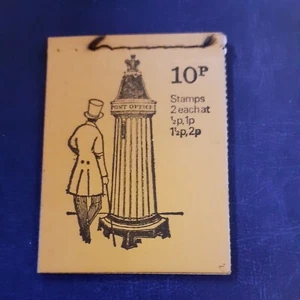 POST OFFICE
10P
Stamps
2 each at
½p, 1p
1½p, 2p